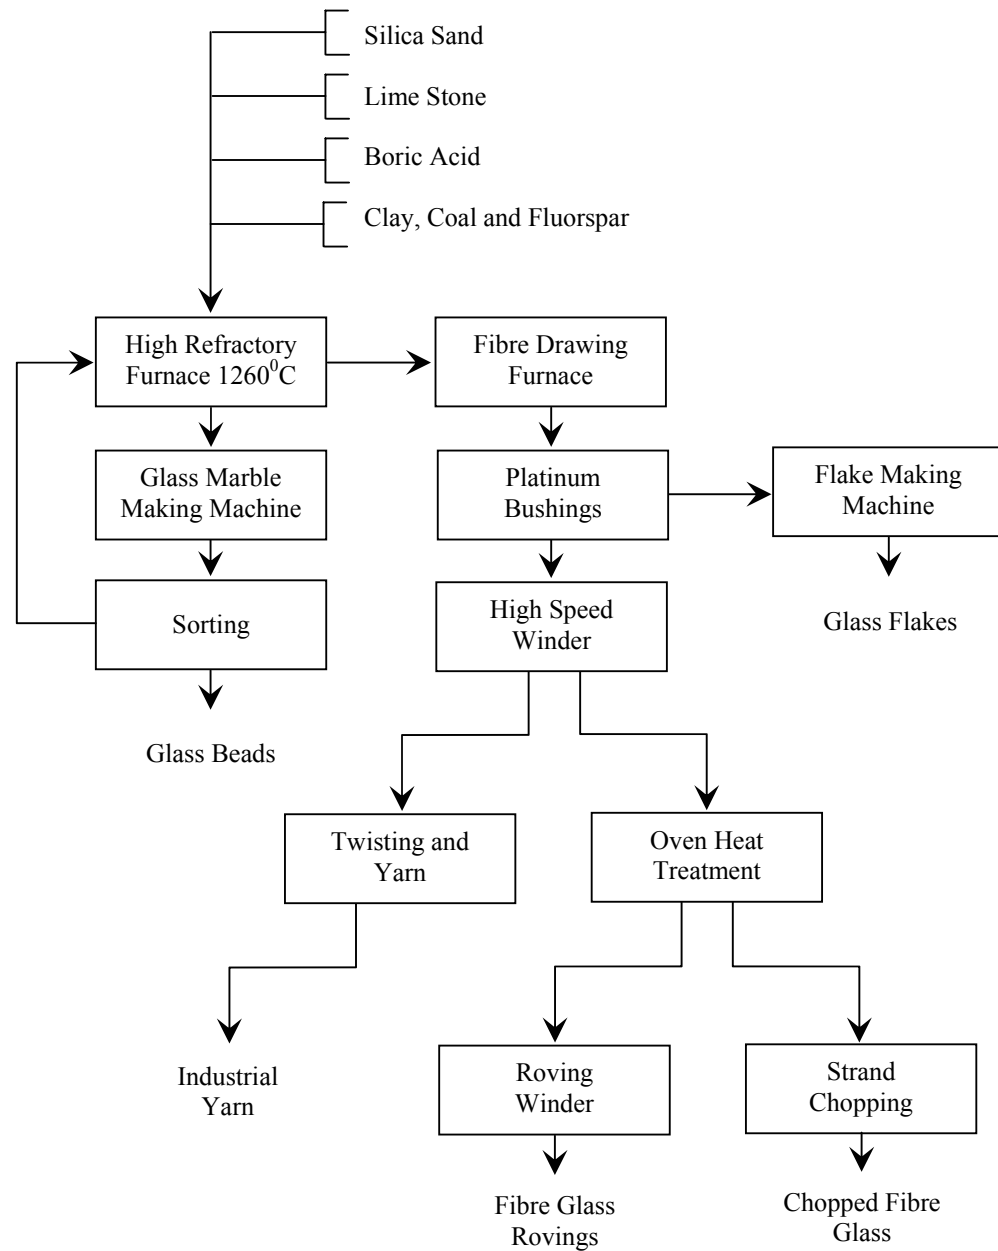 Silica Sand
Lime Stone
Boric Acid
Clay, Coal and Fluorspar
High Refractory
Furnace 1260⁰C
Fibre Drawing
Furnace
Glass Marble
Making Machine
Platinum
Bushings
Flake Making
Machine
Sorting
High Speed
Winder
Glass Flakes
Glass Beads
Twisting and
Yarn
Oven Heat
Treatment
Industrial
Yarn
Roving
Winder
Strand
Chopping
Fibre Glass
Rovings
Chopped Fibre
Glass